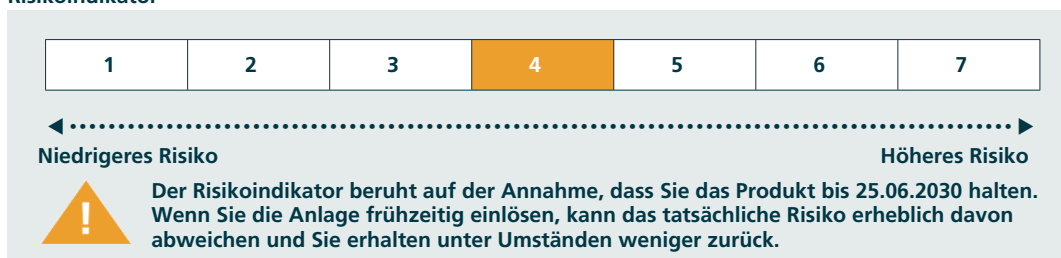 Risikoindikator
1 2 3 4 5 6 7
Niedrigeres Risiko Höheres Risiko
! Der Risikoindikator beruht auf der Annahme, dass Sie das Produkt bis 25.06.2030 halten.
Wenn Sie die Anlage frühzeitig einlösen, kann das tatsächliche Risiko erheblich davon
abweichen und Sie erhalten unter Umständen weniger zurück.